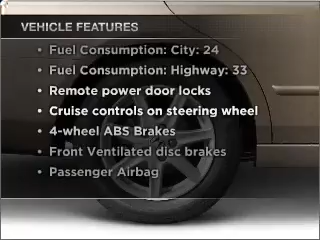 VEHICLE FEATURES
• Fuel Consumption: City: 24
• Fuel Consumption: Highway: 33
• Remote power door locks
• Cruise controls on steering wheel
• 4-wheel ABS Brakes
• Front Ventilated disc brakes
• Passenger Airbag